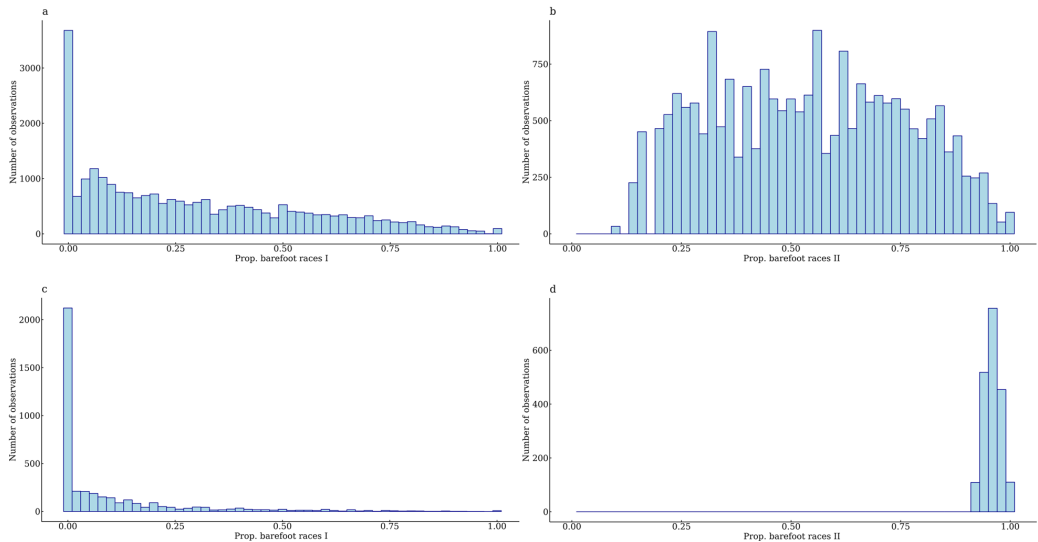 a
Number of observations
3000
2000
1000
0
0.00 0.25 0.50 0.75 1.00
Prop. barefoot races I
b
Number of observations
750
500
250
0
0.00 0.25 0.50 0.75 1.00
Prop. barefoot races II
c
Number of observations
2000
1500
1000
500
0
0.00 0.25 0.50 0.75 1.00
Prop. barefoot races I
d
Number of observations
600
400
200
0
0.00 0.25 0.50 0.75 1.00
Prop. barefoot races II